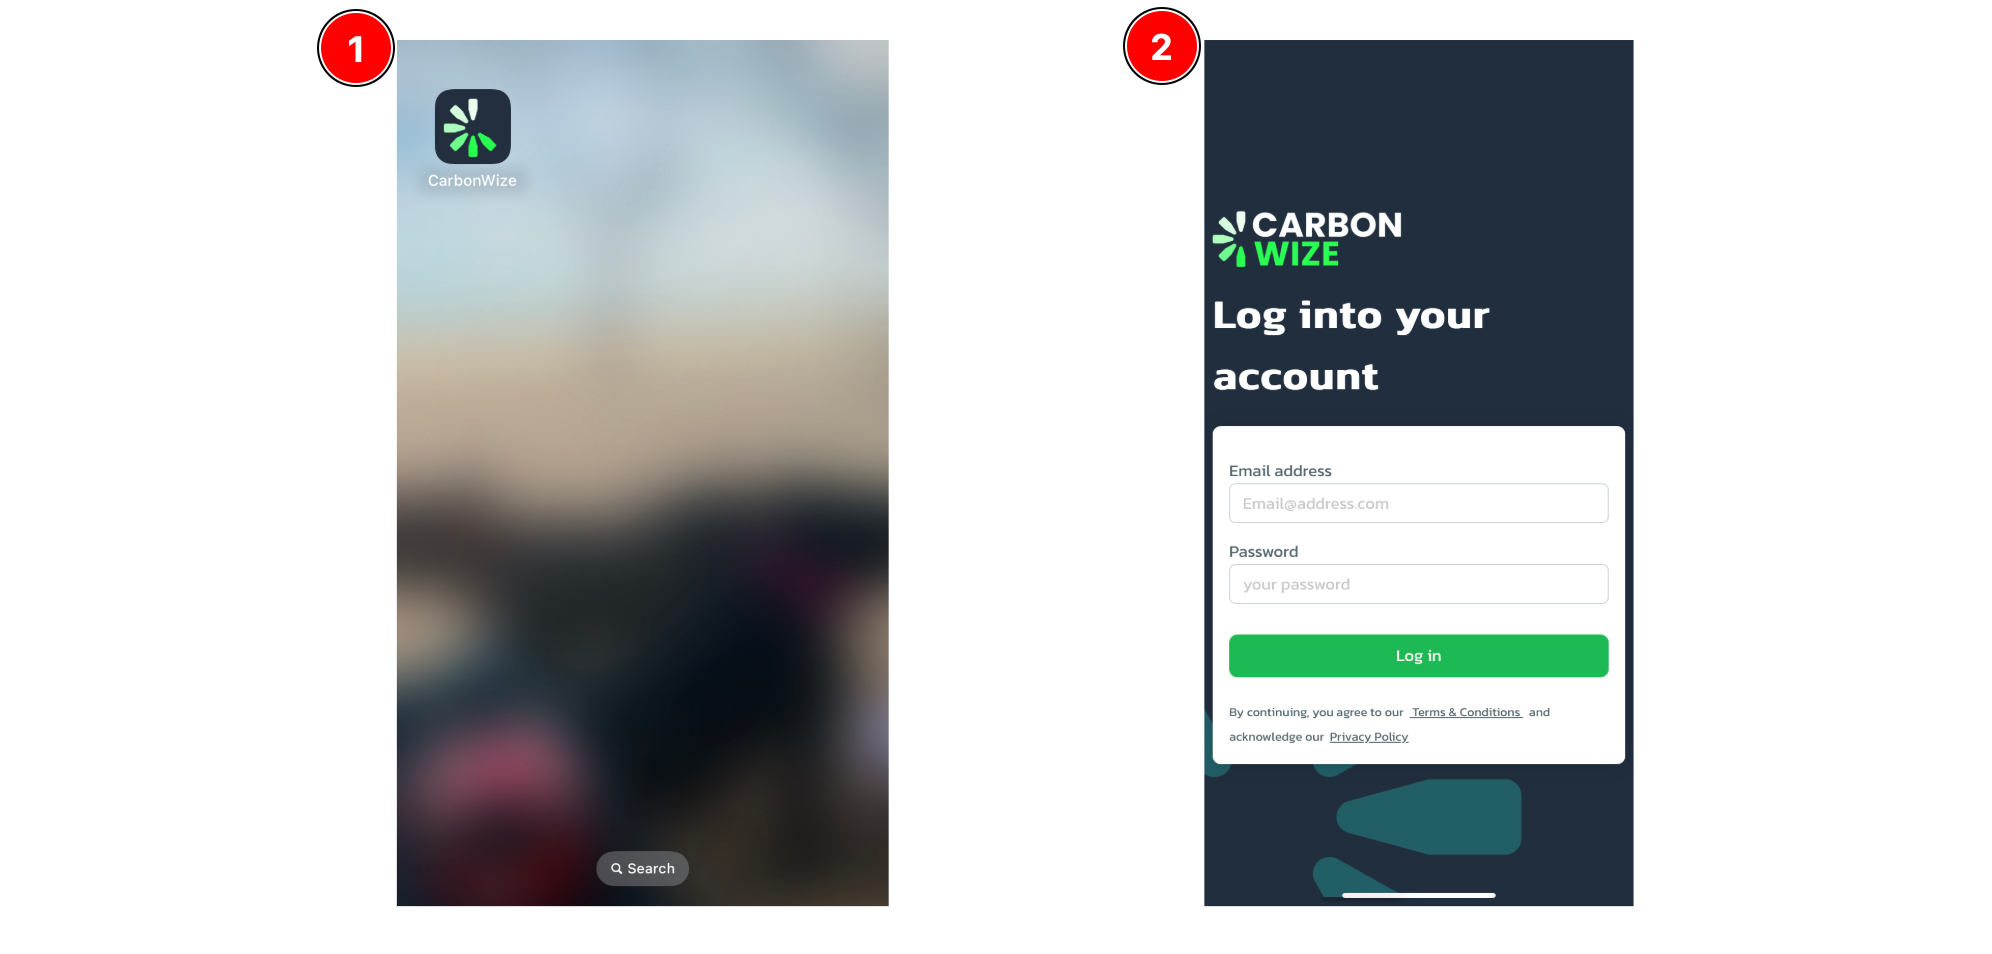 1
CarbonWize
Search
2
CARBON
WIZE
Log into your
account
Email address
Email@address.com
Password
your password
Log in
By continuing, you agree to our Terms & Conditions and
acknowledge our Privacy Policy